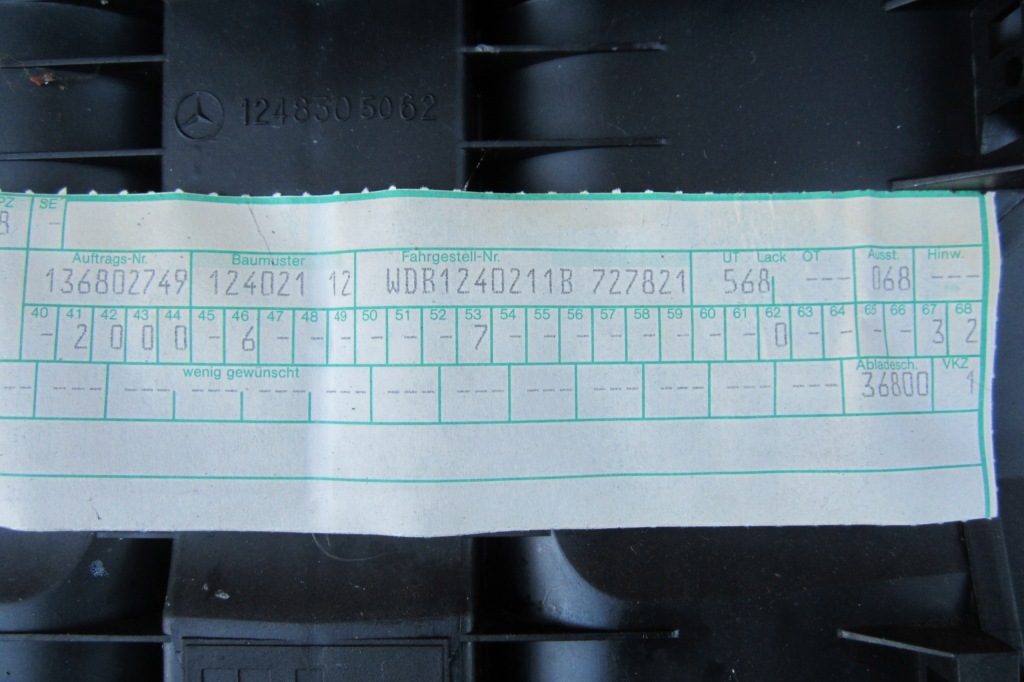 1248305062
PZ SE
8 -
Auftrags-Nr. Baumuster Fahrgestell-Nr. UT Lack OT Ausst. Hinw.
136802749 124021 12 WDB1240211B 727821 568 --- 068 ---
40 41 42 43 44 45 46 47 48 49 50 51 52 53 54 55 56 57 58 59 60 61 62 63 64 65 66 67 68
- 2 0 0 0 - 6 - - - - - - 7 - - - - - - - - 0 - - - - 3 2
wenig gewünscht Abladesch. VKZ
--- --- --- --- --- --- --- --- --- --- --- --- 36800 1